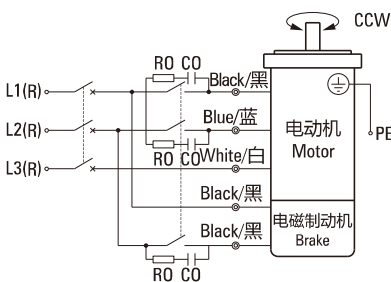 CCW
RO CO
L1(R)
Black/黑
L2(R)
Blue/蓝
电动机
Motor
PE
RO CO
White/白
L3(R)
Black/黑
电磁制动机
Brake
Black/黑
RO CO